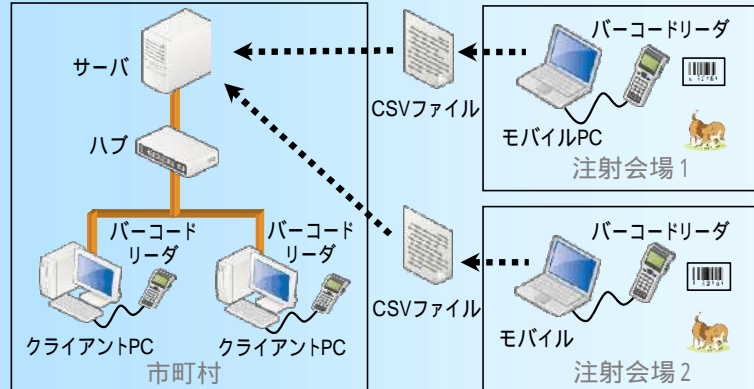 サーバ
ハブ
バーコード
リーダ
バーコード
リーダ
クライアントPC
クライアントPC
市町村
CSVファイル
CSVファイル
バーコードリーダ
モバイルPC
注射会場1
バーコードリーダ
モバイル
注射会場2